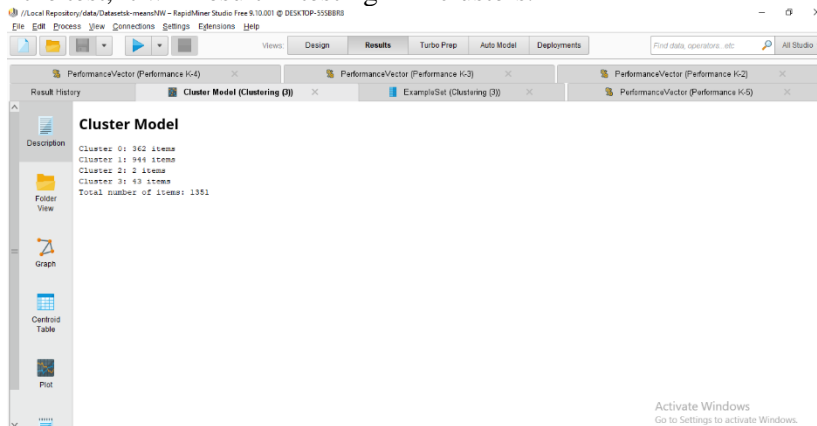 //Local Repository/data/Datasetsk-meansNW – RapidMiner Studio Free 9.10.001 @ DESKTOP-5SSBBR8
File Edit Process View Connections Settings Extensions Help
Views: Design Results Turbo Prep Auto Model Deployments Find data, operators...etc All Studio
PerformanceVector (Performance K-4) PerformanceVector (Performance K-3) PerformanceVector (Performance K-2)
Result History Cluster Model (Clustering (3)) ExampleSet (Clustering (3)) PerformanceVector (Performance K-5)
Cluster Model
Description
Cluster 0: 362 items
Cluster 1: 944 items
Cluster 2: 2 items
Cluster 3: 43 items
Total number of items: 1351
Folder
View
Graph
Centroid
Table
Plot
Activate Windows
Go to Settings to activate Windows.